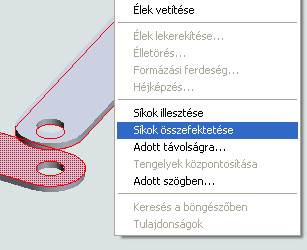 Élek vetítése
Élek lekerekítése...
Élletörés...
Formázási ferdeség...
Héjképzés...
Síkok illesztése
Síkok összefektetése
Adott távolságra...
Tengelyek központosítása
Adott szögben...
Keresés a böngészőben
Tulajdonságok